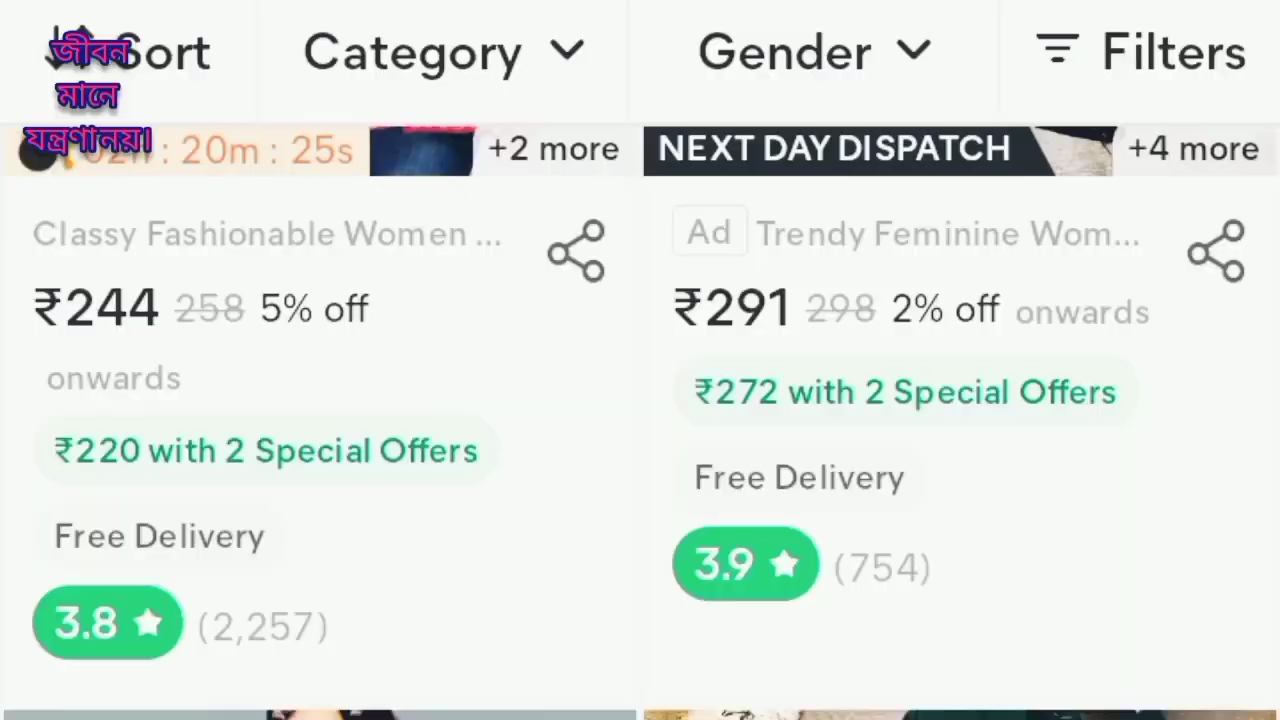 Sort
Category
Gender
Filters
জীবন
মানে
যন্ত্রণা নয়।
: 20m : 25s
+2 more
NEXT DAY DISPATCH
+4 more
Classy Fashionable Women ...
₹244 258 5% off
onwards
₹220 with 2 Special Offers
Free Delivery
3.8 ★ (2,257)
Ad Trendy Feminine Wom...
₹291 298 2% off onwards
₹272 with 2 Special Offers
Free Delivery
3.9 ★ (754)